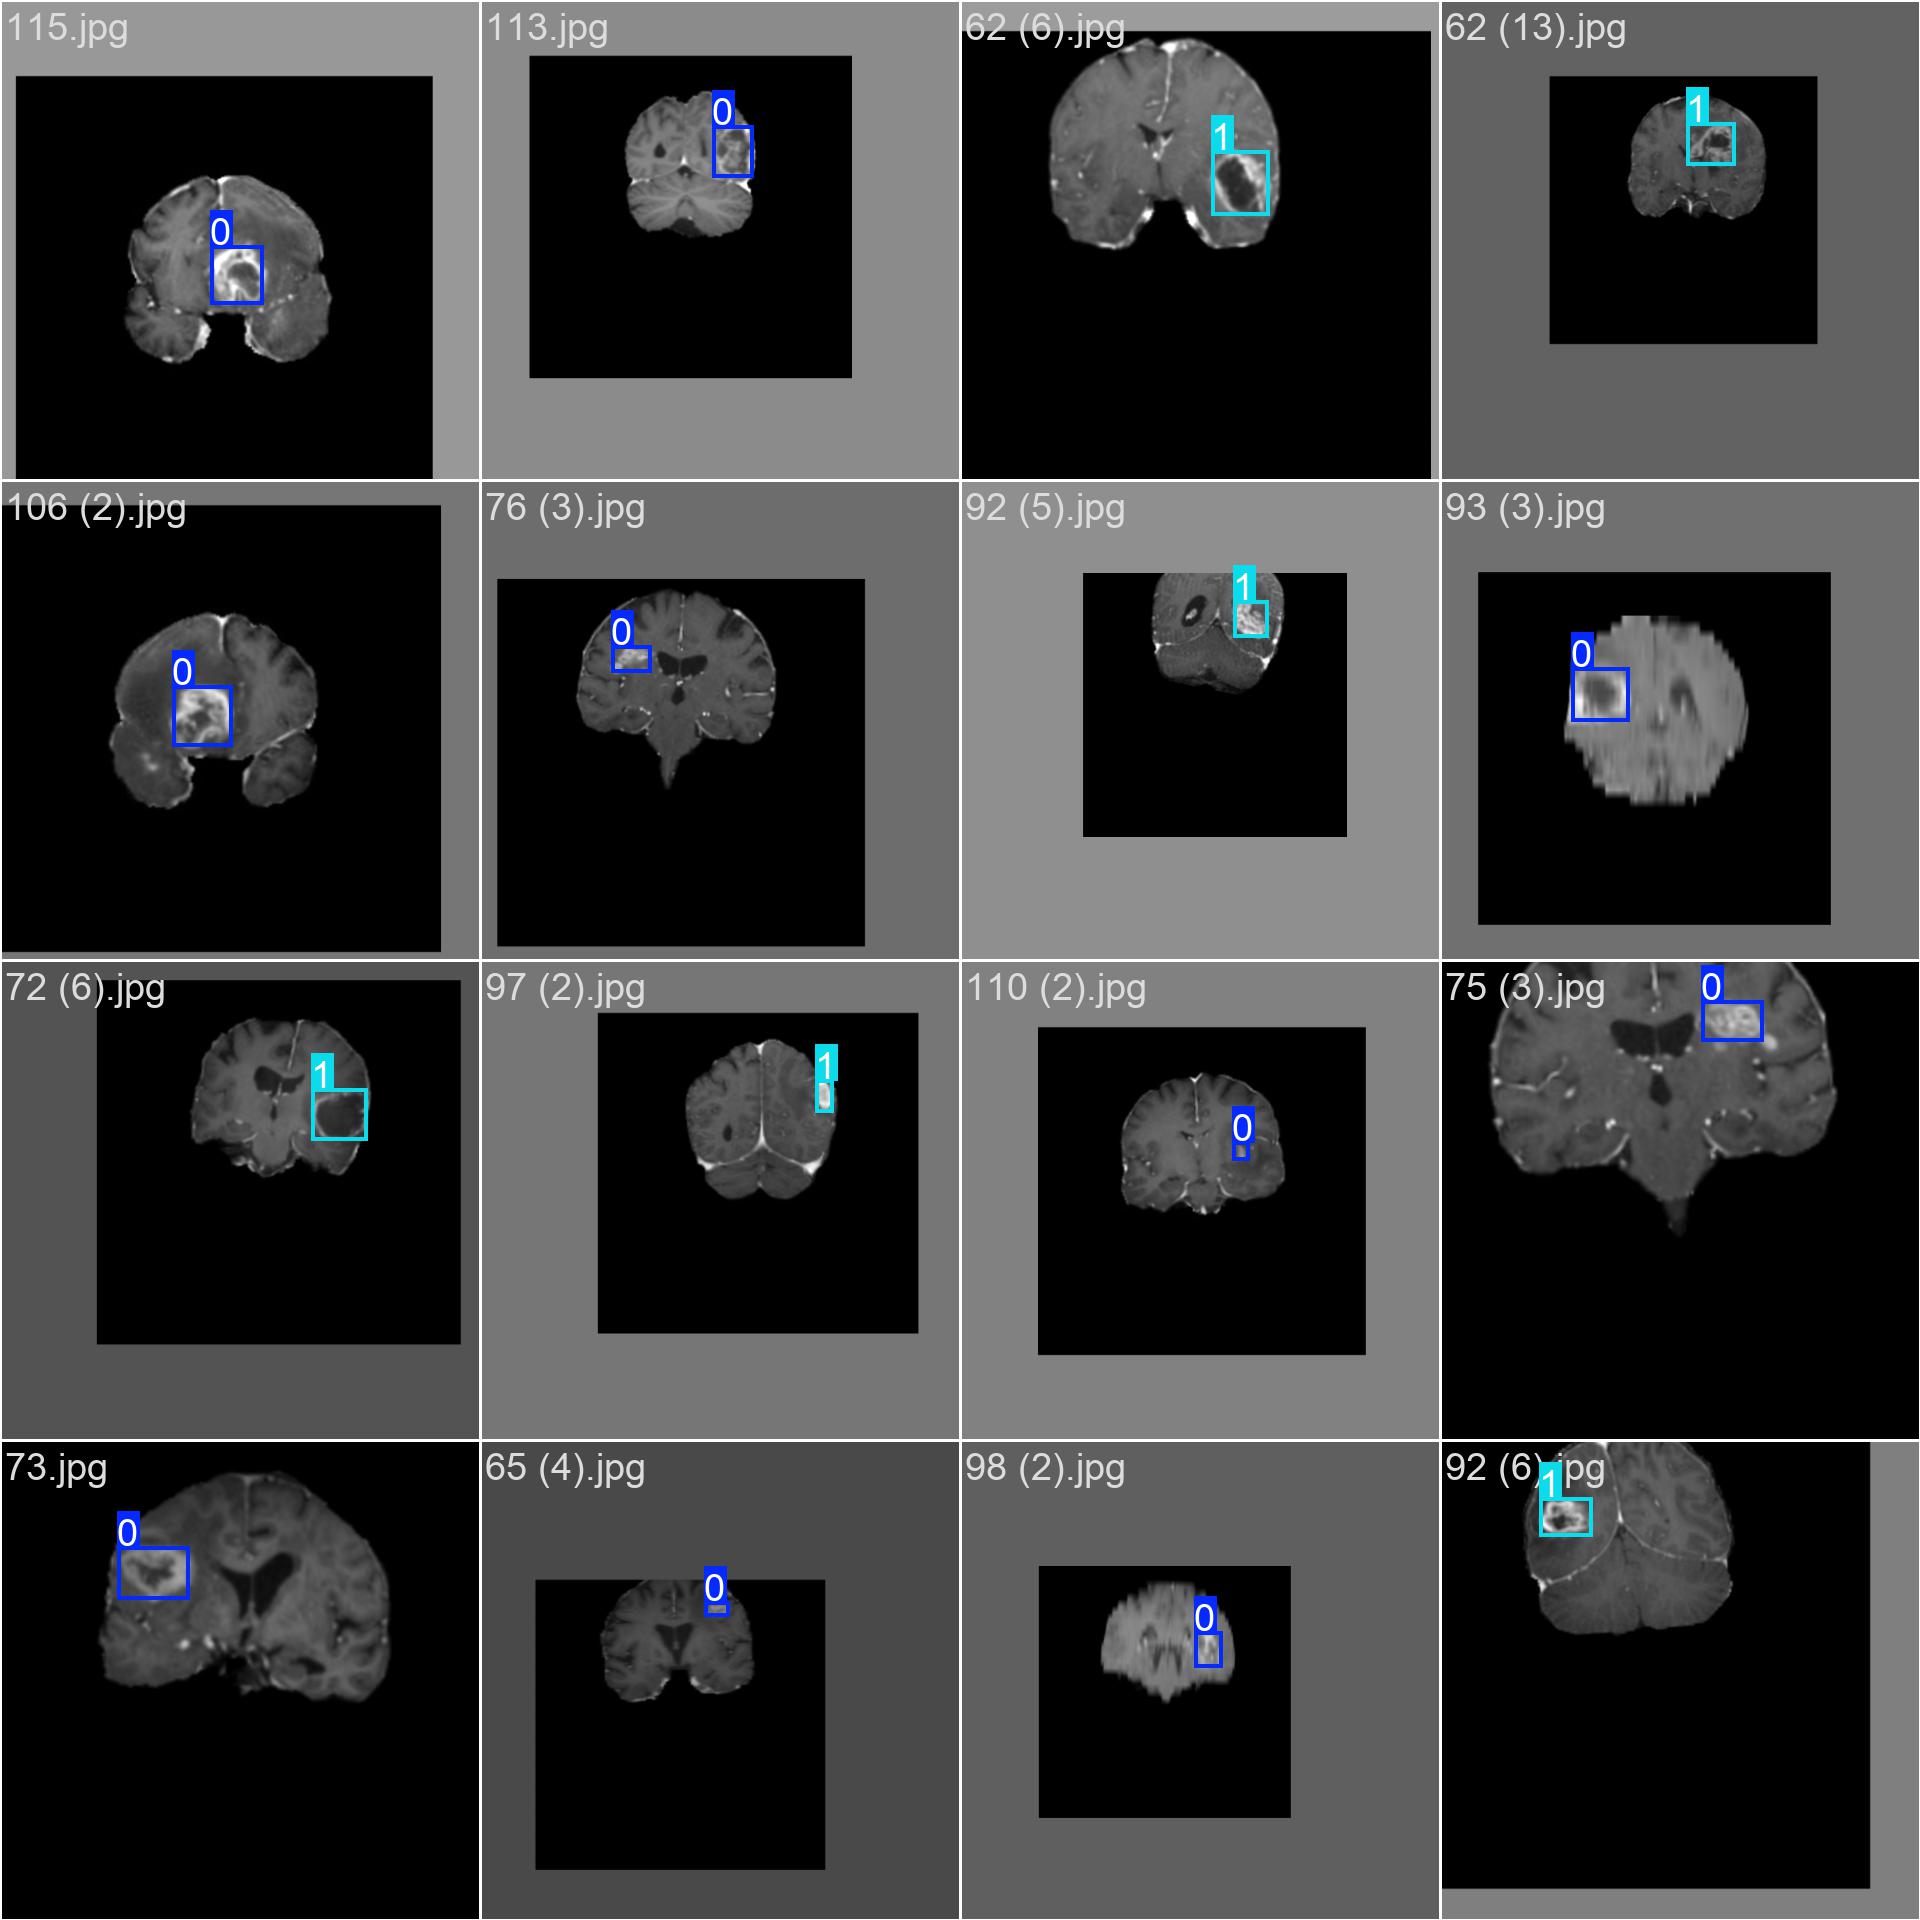 115.jpg
0
113.jpg
0
62 (6).jpg
1
62 (13).jpg
1
106 (2).jpg
0
76 (3).jpg
0
92 (5).jpg
1
93 (3).jpg
0
72 (6).jpg
1
97 (2).jpg
1
110 (2).jpg
0
75 (3).jpg
0
73.jpg
0
65 (4).jpg
0
98 (2).jpg
0
92 (6).jpg
1